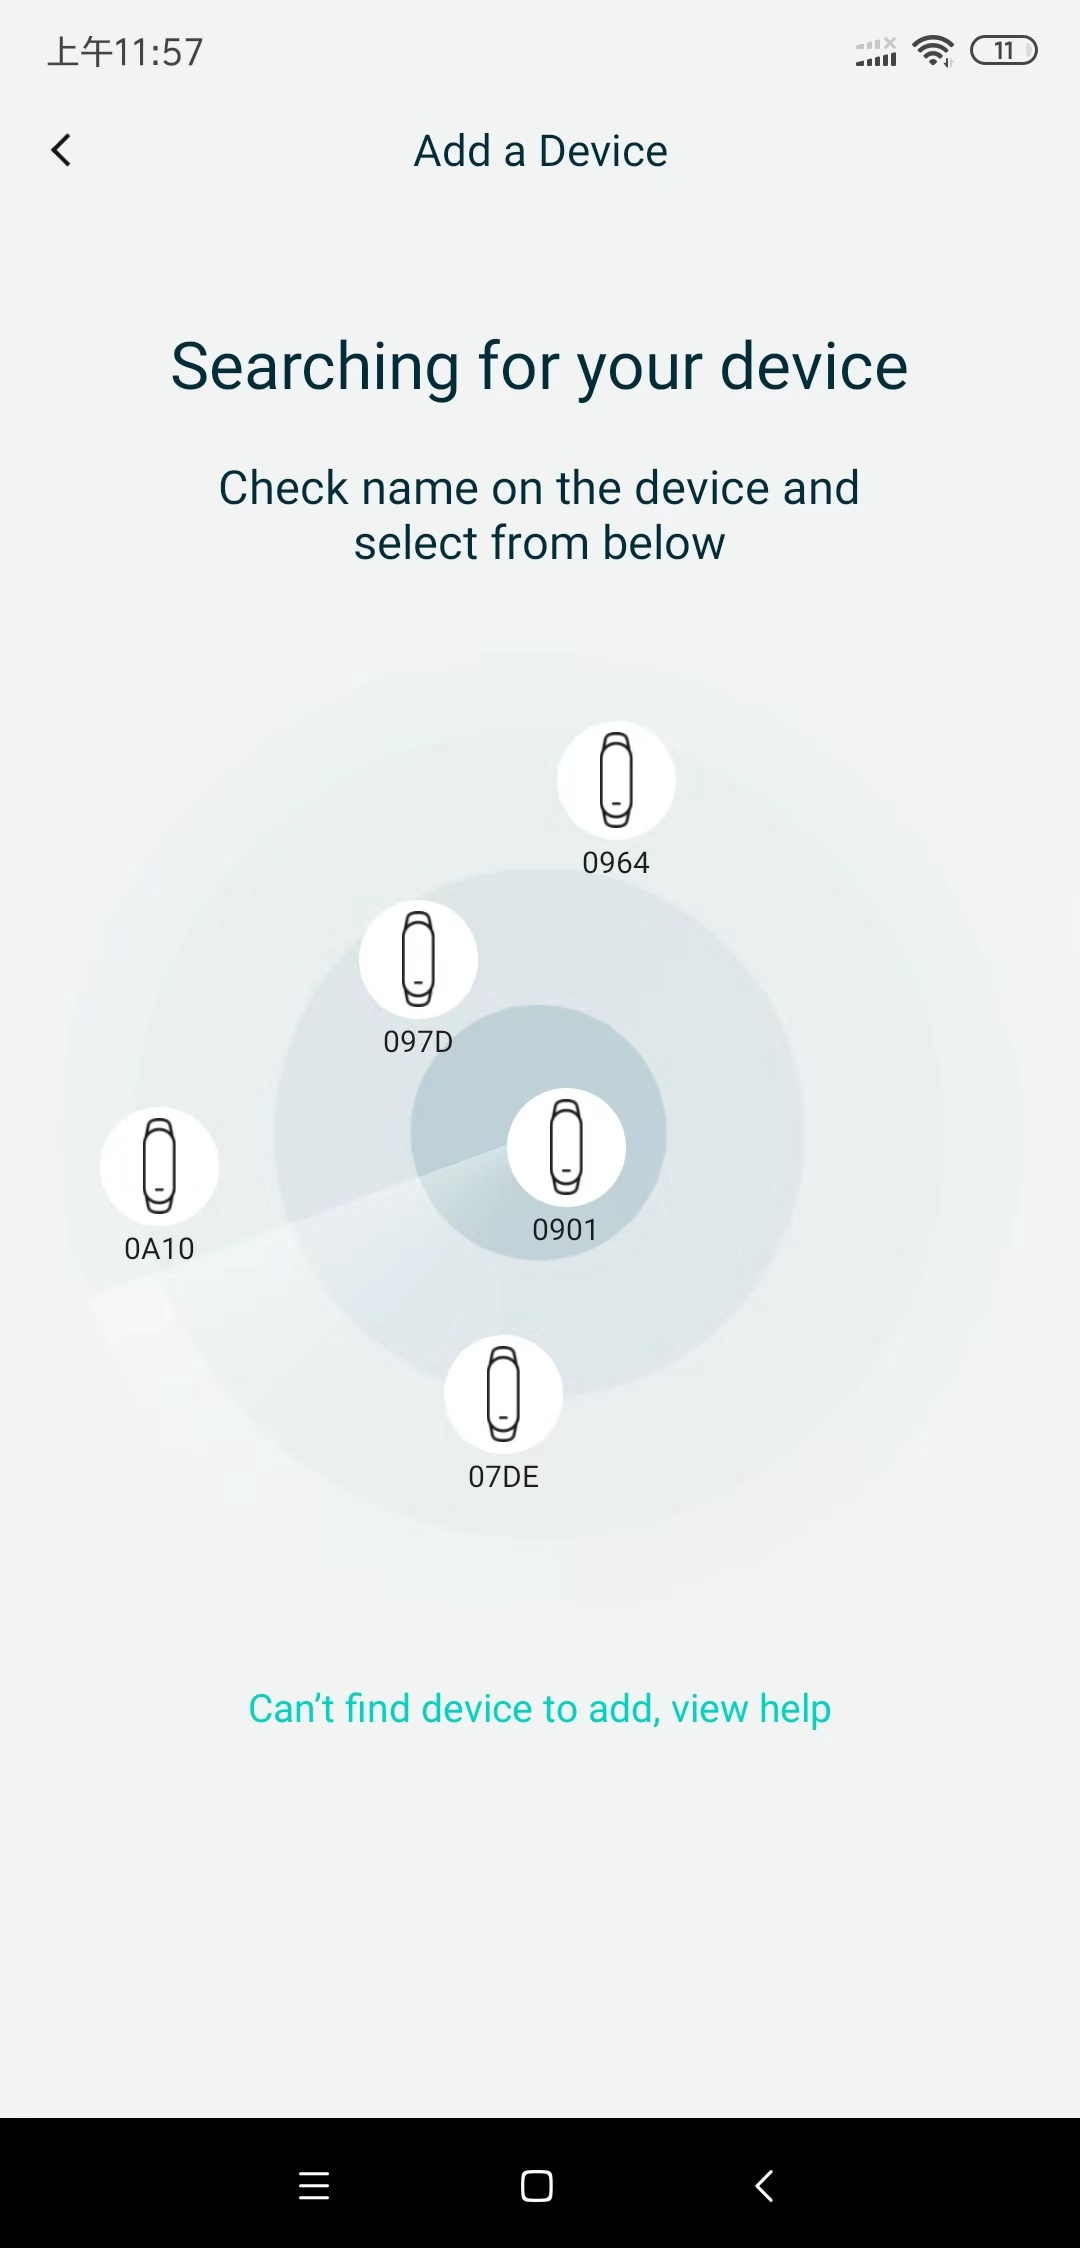 上午11:57
11
Add a Device
Searching for your device
Check name on the device and
select from below
0964
097D
0901
0A10
07DE
Can’t find device to add, view help